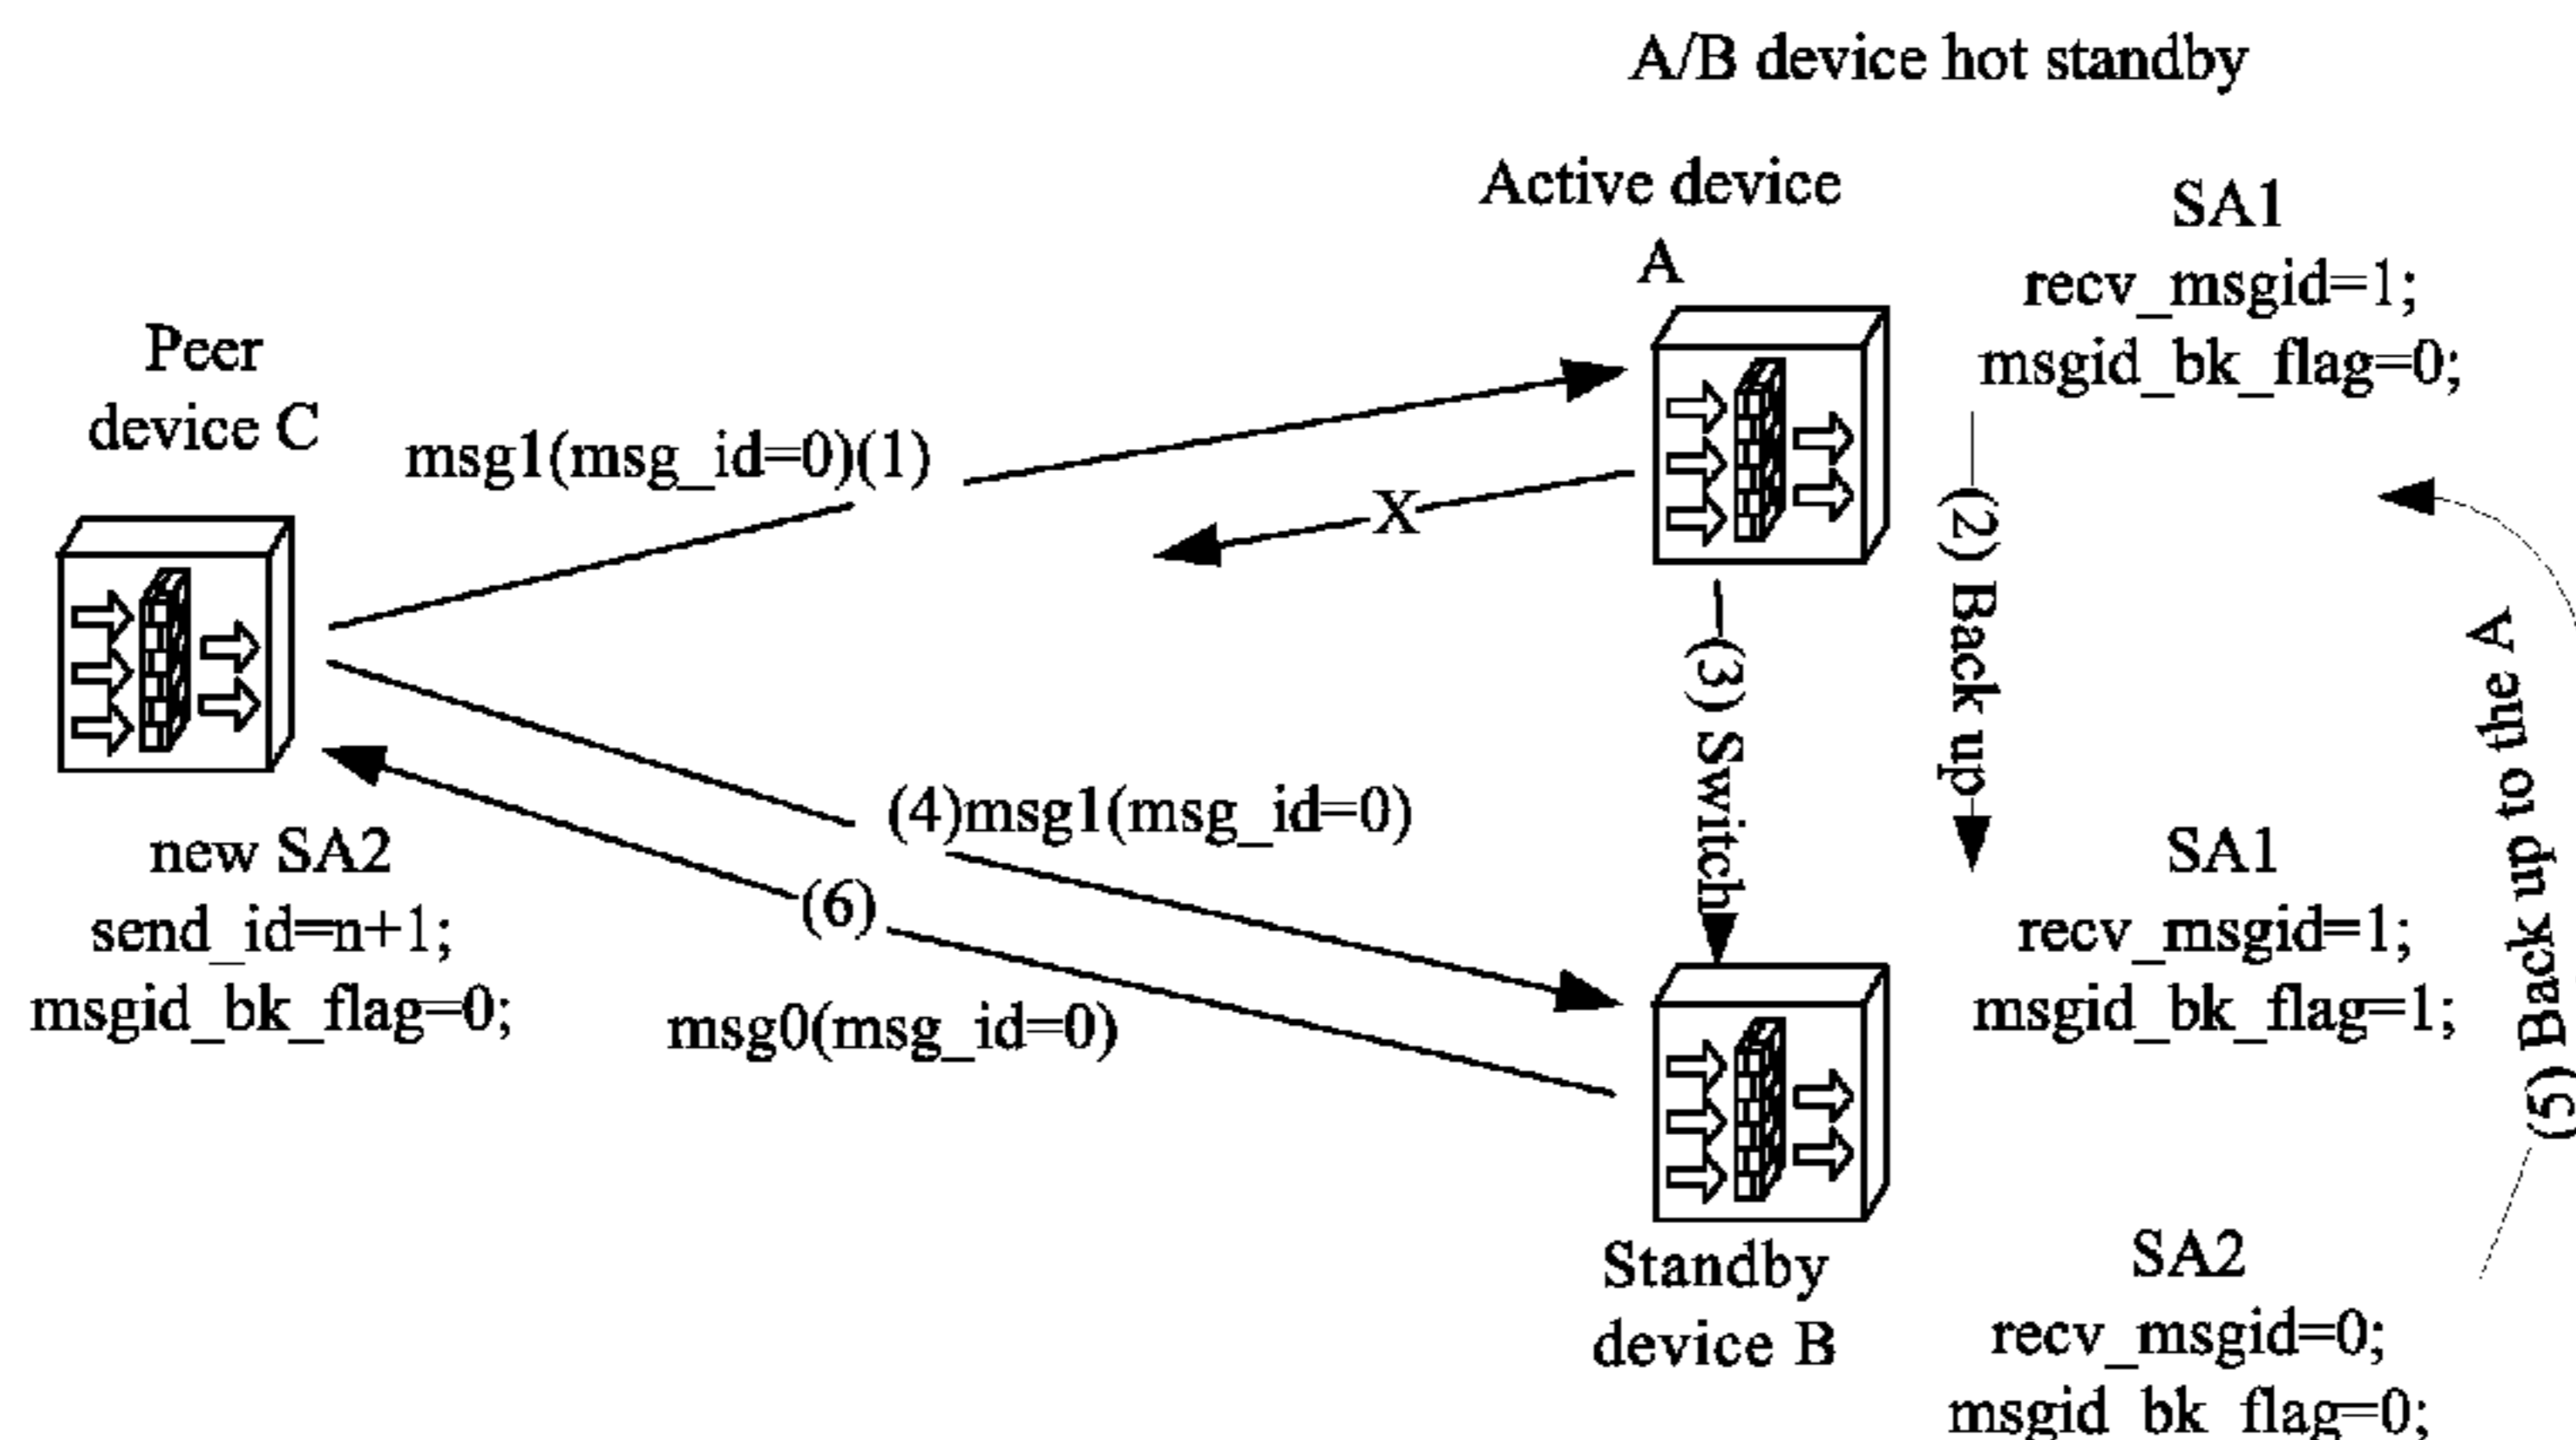 A/B device hot standby
Active device
A
SA1
recv_msgid=1;
msgid_bk_flag=0;
Peer
device C
msg1(msg_id=0)(1)
X
(2) Back up
(3) Switch
(5) Back up to the A
(4)msg1(msg_id=0)
(6)
msg0(msg_id=0)
new SA2
send_id=n+1;
msgid_bk_flag=0;
SA1
recv_msgid=1;
msgid_bk_flag=1;
Standby
device B
SA2
recv_msgid=0;
msgid_bk_flag=0;